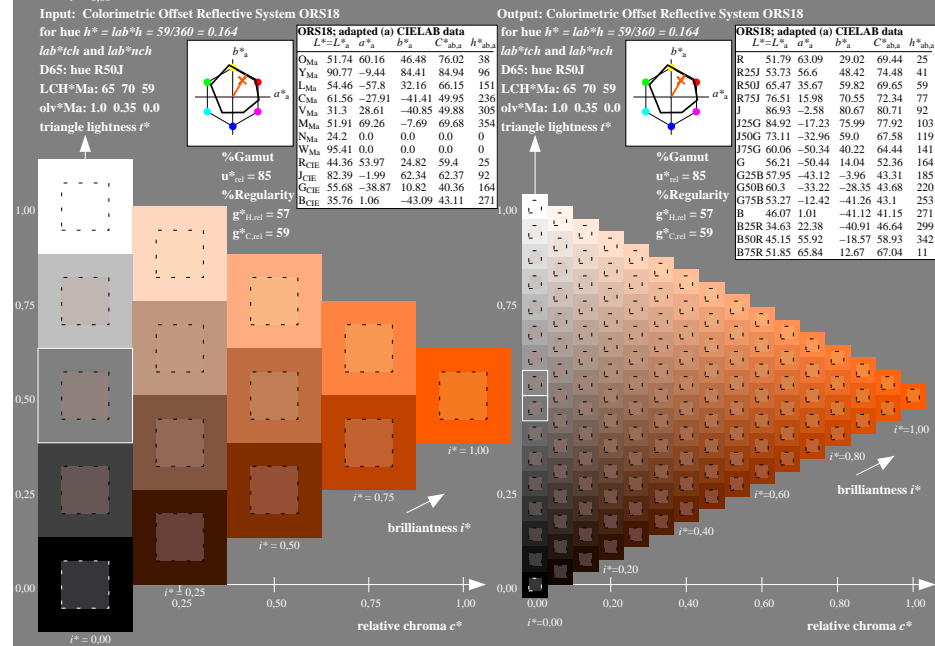 Input: Colorimetric Offset Reflective System ORS18
for hue h* = lab*h = 59/360 = 0.164
lab*tch and lab*nch
D65: hue R50J
LCH*Ma: 65 70 59
olv*Ma: 1.0 0.35 0.0
triangle lightness t*
b*a
a*a
%Gamut
u*rel = 85
%Regularity
g*H,rel = 57
g*C,rel = 59
ORS18; adapted (a) CIELAB data
L*=L*a a*a b*a C*ab,a h*ab,a
OMa 51.74 60.16 46.48 76.02 38
YMa 90.77 −9.44 84.41 84.94 96
LMa 54.46 −57.8 32.16 66.15 151
CMa 61.56 −27.91 −41.41 49.95 236
VMa 31.3 28.61 −40.85 49.88 305
MMa 51.91 69.26 −7.69 69.68 354
NMa 24.2 0.0 0.0 0.0 0
WMa 95.41 0.0 0.0 0.0 0
RCIE 44.36 53.97 24.82 59.4 25
JCIE 82.39 −1.99 62.34 62.37 92
GCIE 55.68 −38.87 10.82 40.36 164
BCIE 35.76 1.06 −43.09 43.11 271
1,00
0,75
0,50
0,25
0,00
i* = 1,00
i* = 0,75
brilliantness i*
i* = 0,50
i* = 0,25
0,25 0,50 0,75 1,00
relative chroma c*
i* = 0,00
Output: Colorimetric Offset Reflective System ORS18
for hue h* = lab*h = 59/360 = 0.164
lab*tch and lab*nch
D65: hue R50J
LCH*Ma: 65 70 59
olv*Ma: 1.0 0.35 0.0
triangle lightness t*
b*a
a*a
%Gamut
u*rel = 85
%Regularity
g*H,rel = 57
g*C,rel = 59
ORS18; adapted (a) CIELAB data
L*=L*a a*a b*a C*ab,a h*ab,a
R 51.79 63.09 29.02 69.44 25
R25J 53.73 56.6 48.42 74.48 41
R50J 65.47 35.67 59.82 69.65 59
R75J 76.51 15.98 70.55 72.34 77
J 86.93 −2.58 80.67 80.71 92
J25G 84.92 −17.23 75.99 77.92 103
J50G 73.11 −32.96 59.0 67.58 119
J75G 60.06 −50.34 40.22 64.44 141
G 56.21 −50.44 14.04 52.36 164
G25B 57.95 −43.12 −3.96 43.31 185
G50B 60.3 −33.22 −28.35 43.68 220
G75B 53.27 −12.42 −41.26 43.1 253
B 46.07 1.01 −41.12 41.15 271
B25R 34.63 22.38 −40.91 46.64 299
B50R 45.15 55.92 −18.57 58.93 342
B75R 51.85 65.84 12.67 67.04 11
1,00
0,75
0,50
0,25
0,00
i*=1,00
i*=0,80
brilliantness i*
i*=0,60
i*=0,40
i*=0,20
0,00 0,20 0,40 0,60 0,80 1,00
i*=0,00
relative chroma c*